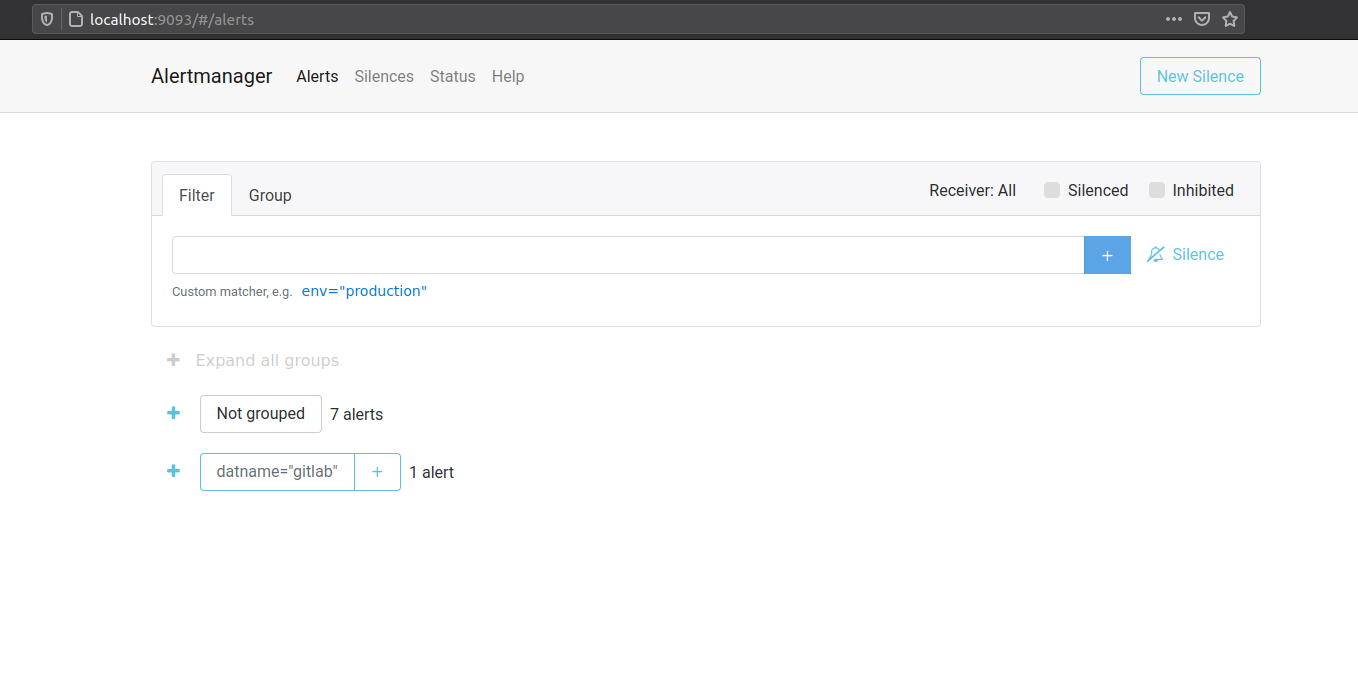 localhost:9093/#/alerts
Alertmanager Alerts Silences Status Help New Silence
Filter Group Receiver: All Silenced Inhibited
+ Silence
Custom matcher, e.g. env="production"
+ Expand all groups
+ Not grouped 7 alerts
+ datname="gitlab" + 1 alert